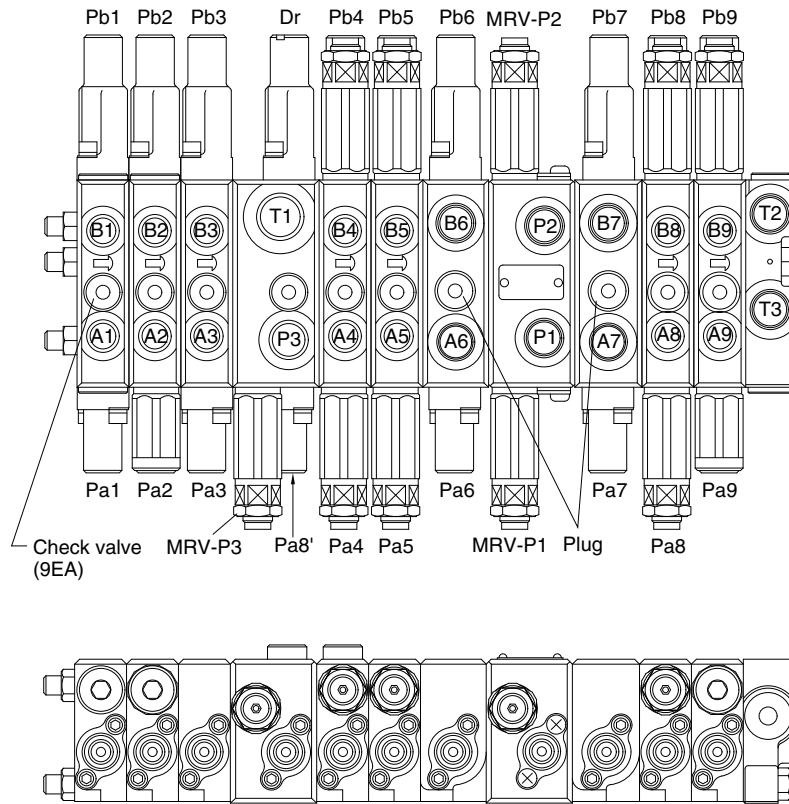 Pb1 Pb2 Pb3 Dr Pb4 Pb5 Pb6 MRV-P2 Pb7 Pb8 Pb9
B1 B2 B3 T1 B4 B5 B6 P2 B7 B8 B9 T2
A1 A2 A3 P3 A4 A5 A6 P1 A7 A8 A9 T3
Pa1 Pa2 Pa3 Pa6 Pa7 Pa9
Check valve MRV-P3 Pa8' Pa4 Pa5 MRV-P1 Plug Pa8
(9EA)